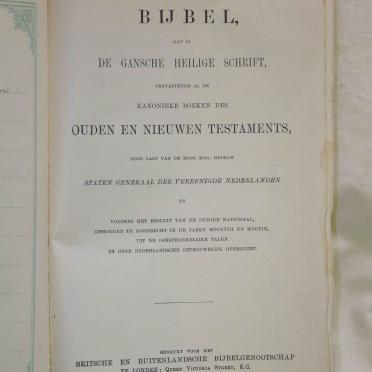 BIJBEL,
DAT IS
DE GANSCHE HEILIGE SCHRIFT,
VERVATTENDE AL DE
KANONIEKE BOEKEN DES
OUDEN EN NIEUWEN TESTAMENTS,
DOOR LAST VAN DE HOOG MOG. HEEREN
STATEN GENERAAL DER VEREENIGDE NEDERLANDEN
EN
VOLGENS HET BESLUIT VAN DE SYNODE NATIONAAL,
GEHOUDEN TE DORDRECHT IN DE JAREN MDCXVIII EN MDCXIX,
UIT DE OORSPRONKELIJKE TALEN
IN ONZE NEDERLANDSCHE GETROUWELIJK OVERGEZET.
GEDRUKT VOOR HET
BRITSCHE EN BUITENLANDSCHE BIJBELGENOOTSCHAP
TE LONDEN; QUEEN VICTORIA STREET, E.C.